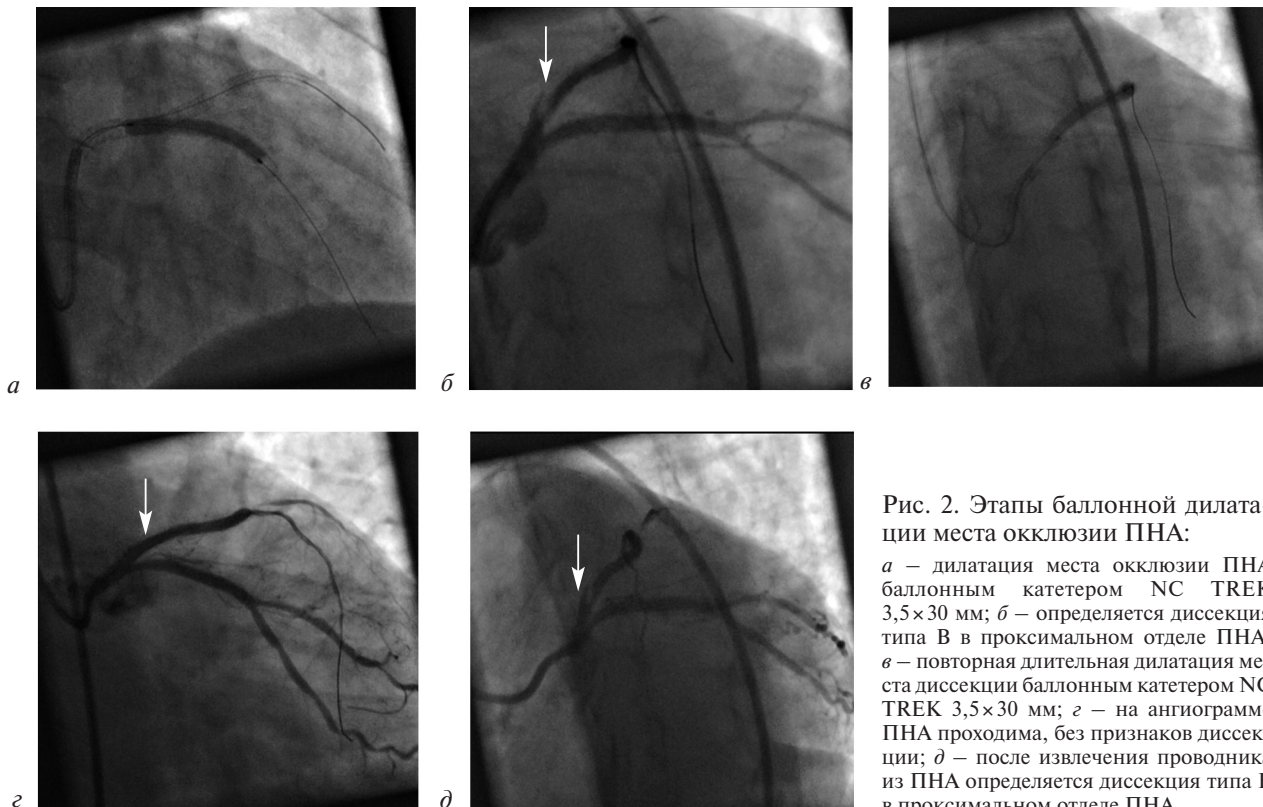 а
б
в
г
д
Рис. 2. Этапы баллонной дилата-
ции места окклюзии ПНА:
а – дилатация места окклюзии ПНА
баллонным катетером NC TREK
3,5×30 мм; б – определяется диссекция
типа В в проксимальном отделе ПНА
в – повторная длительная дилатация ме
ста диссекции баллонным катетером NC
TREK 3,5×30 мм; г – на ангиограмме
ПНА проходима, без признаков диссек
ции; д – после извлечения проводника
из ПНА определяется диссекция типа
в проксимальном отделе ПНА